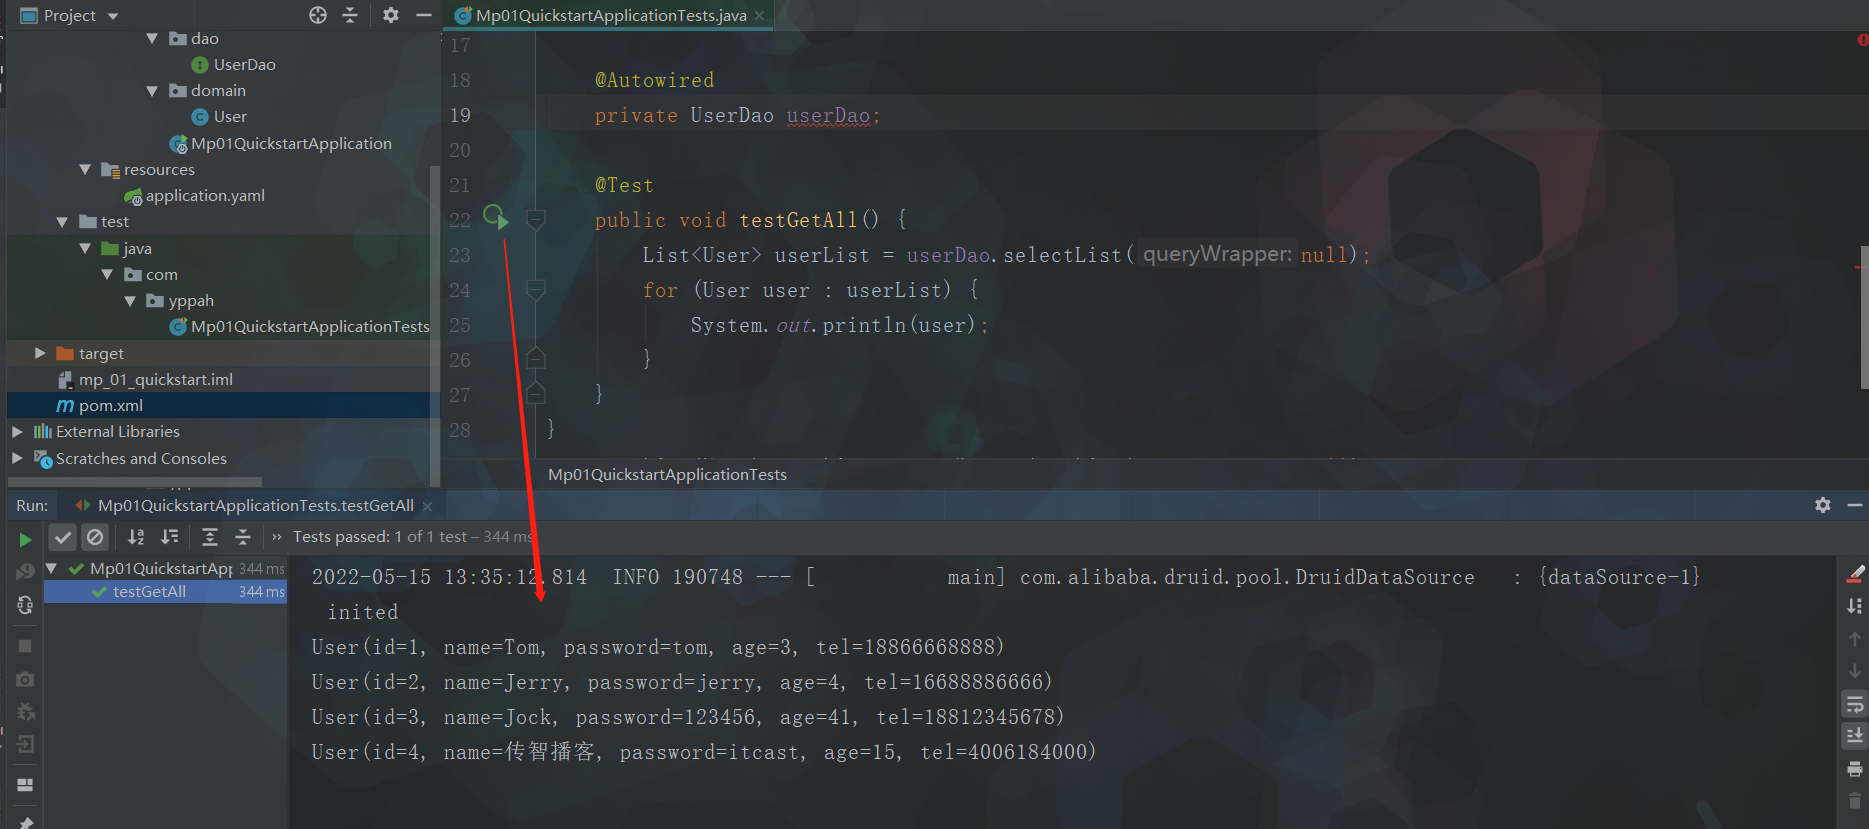 Project
Mp01QuickstartApplicationTests.java
dao
UserDao
domain
User
Mp01QuickstartApplication
resources
application.yaml
test
java
com
yppah
Mp01QuickstartApplicationTests
target
mp_01_quickstart.iml
pom.xml
External Libraries
Scratches and Consoles
17
18 @Autowired
19 private UserDao userDao;
20
21 @Test
22 public void testGetAll() {
23 List<User> userList = userDao.selectList( queryWrapper: null);
24 for (User user : userList) {
25 System.out.println(user);
26 }
27 }
28 }
Mp01QuickstartApplicationTests
Run: Mp01QuickstartApplicationTests.testGetAll
Tests passed: 1 of 1 test – 344 ms
Mp01QuickstartApp 344 ms
testGetAll 344 ms
2022-05-15 13:35:12.814 INFO 190748 --- [ main] com.alibaba.druid.pool.DruidDataSource : {dataSource-1}
inited
User(id=1, name=Tom, password=tom, age=3, tel=18866668888)
User(id=2, name=Jerry, password=jerry, age=4, tel=16688886666)
User(id=3, name=Jock, password=123456, age=41, tel=18812345678)
User(id=4, name=传智播客, password=itcast, age=15, tel=4006184000)